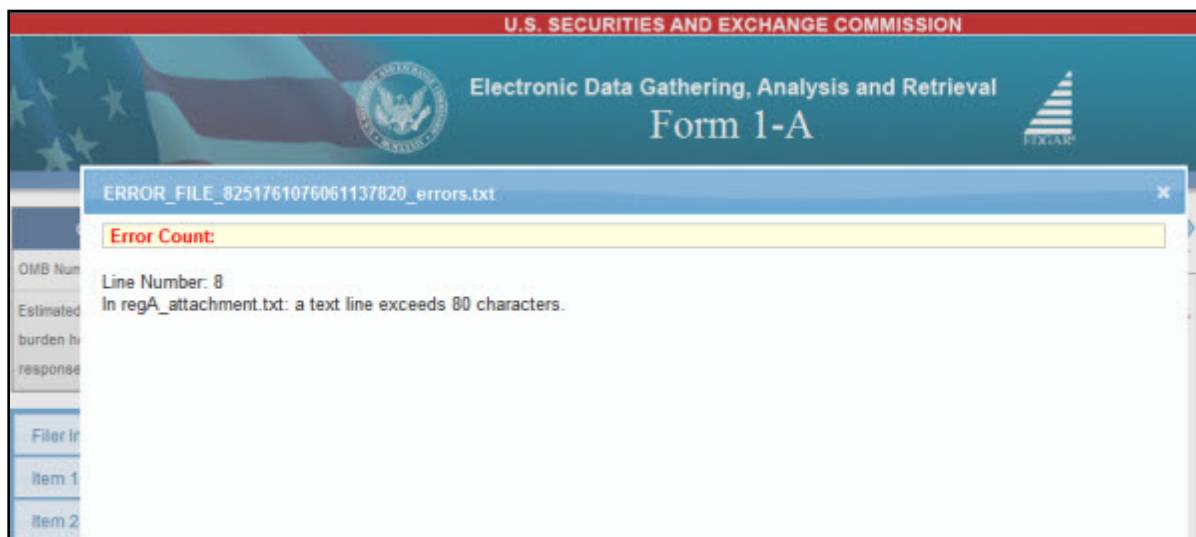 U.S. SECURITIES AND EXCHANGE COMMISSION
Electronic Data Gathering, Analysis and Retrieval
Form 1-A
EDGAR®
ERROR_FILE_8251761076061137820_errors.txt
×
Error Count:
OMB Num
Line Number: 8
In regA_attachment.txt: a text line exceeds 80 characters.
Estimated
burden h
response
Filer In
Item 1
Item 2